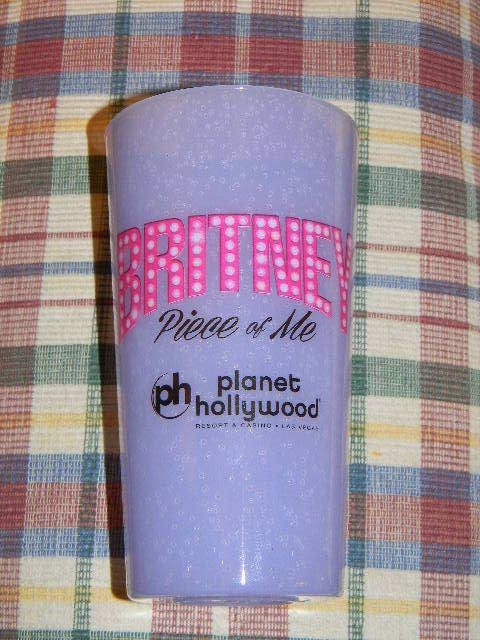 BRITNEY
Piece of Me
ph planet
hollywood
RESORT & CASINO • LAS VEGAS